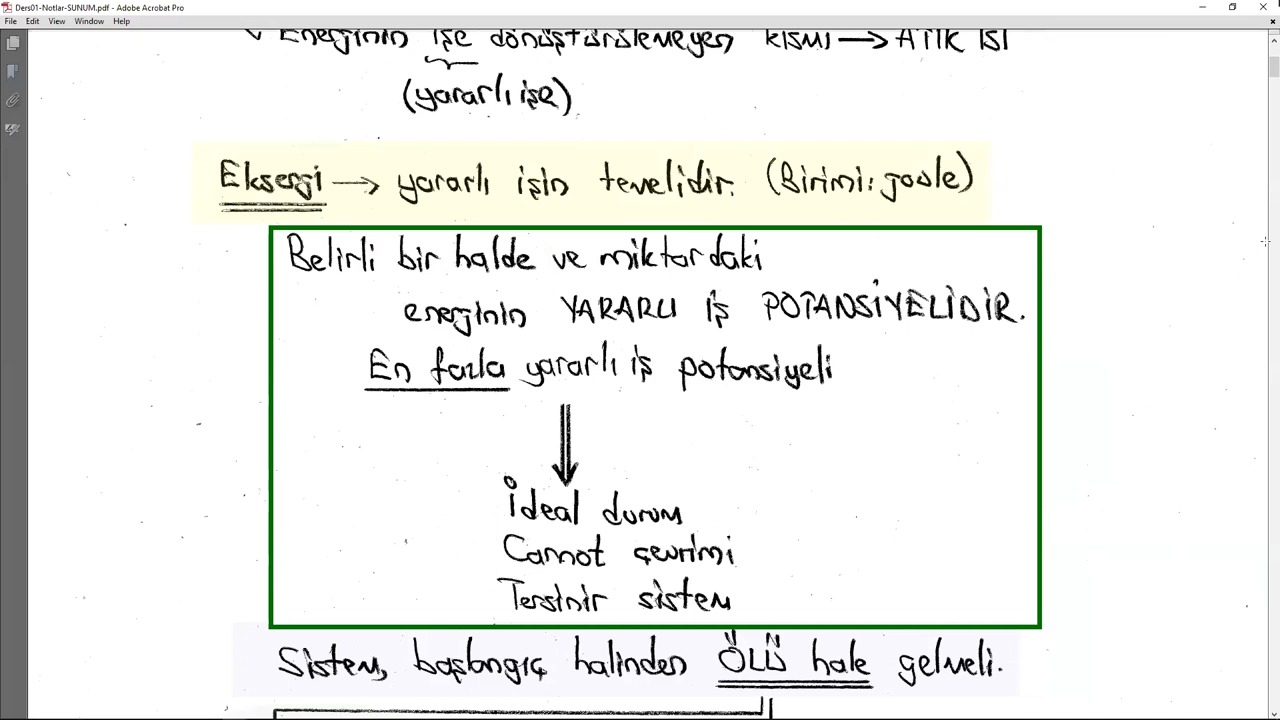 Ders01-Notlar-SUNUM.pdf - Adobe Acrobat Pro
File Edit View Window Help
√ Enerjinin işe dönüştürülemeyen kısmı → ATIK ISI
(yararlı işe)
Eksergi → yararlı işin temelidir. (Birimi: joule)
Belirli bir halde ve miktardaki
enerjinin YARARLI İŞ POTANSİYELİDİR.
En fazla yararlı iş potansiyeli
İdeal durum
Carnot çevrimi
Tersinir sistem
Sistem, başlangıç halinden ÖLÜ hale gelmeli.